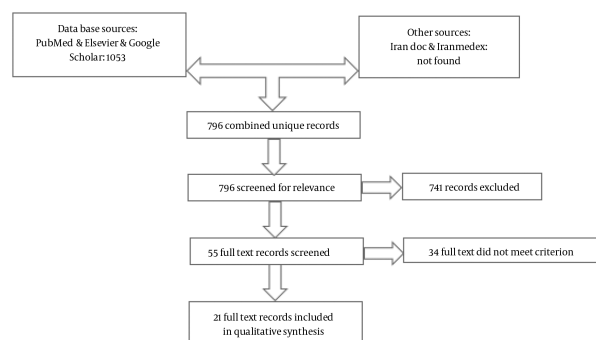 Data base sources:
PubMed & Elsevier & Google
Scholar:1053
Other sources:
Iran doc & Iranmedex:
not found
796 combined unique records
796 screened for relevance
741 records excluded
55 full text records screened
34 full text did not meet criterion
21 full text records included
in qualitative synthesis